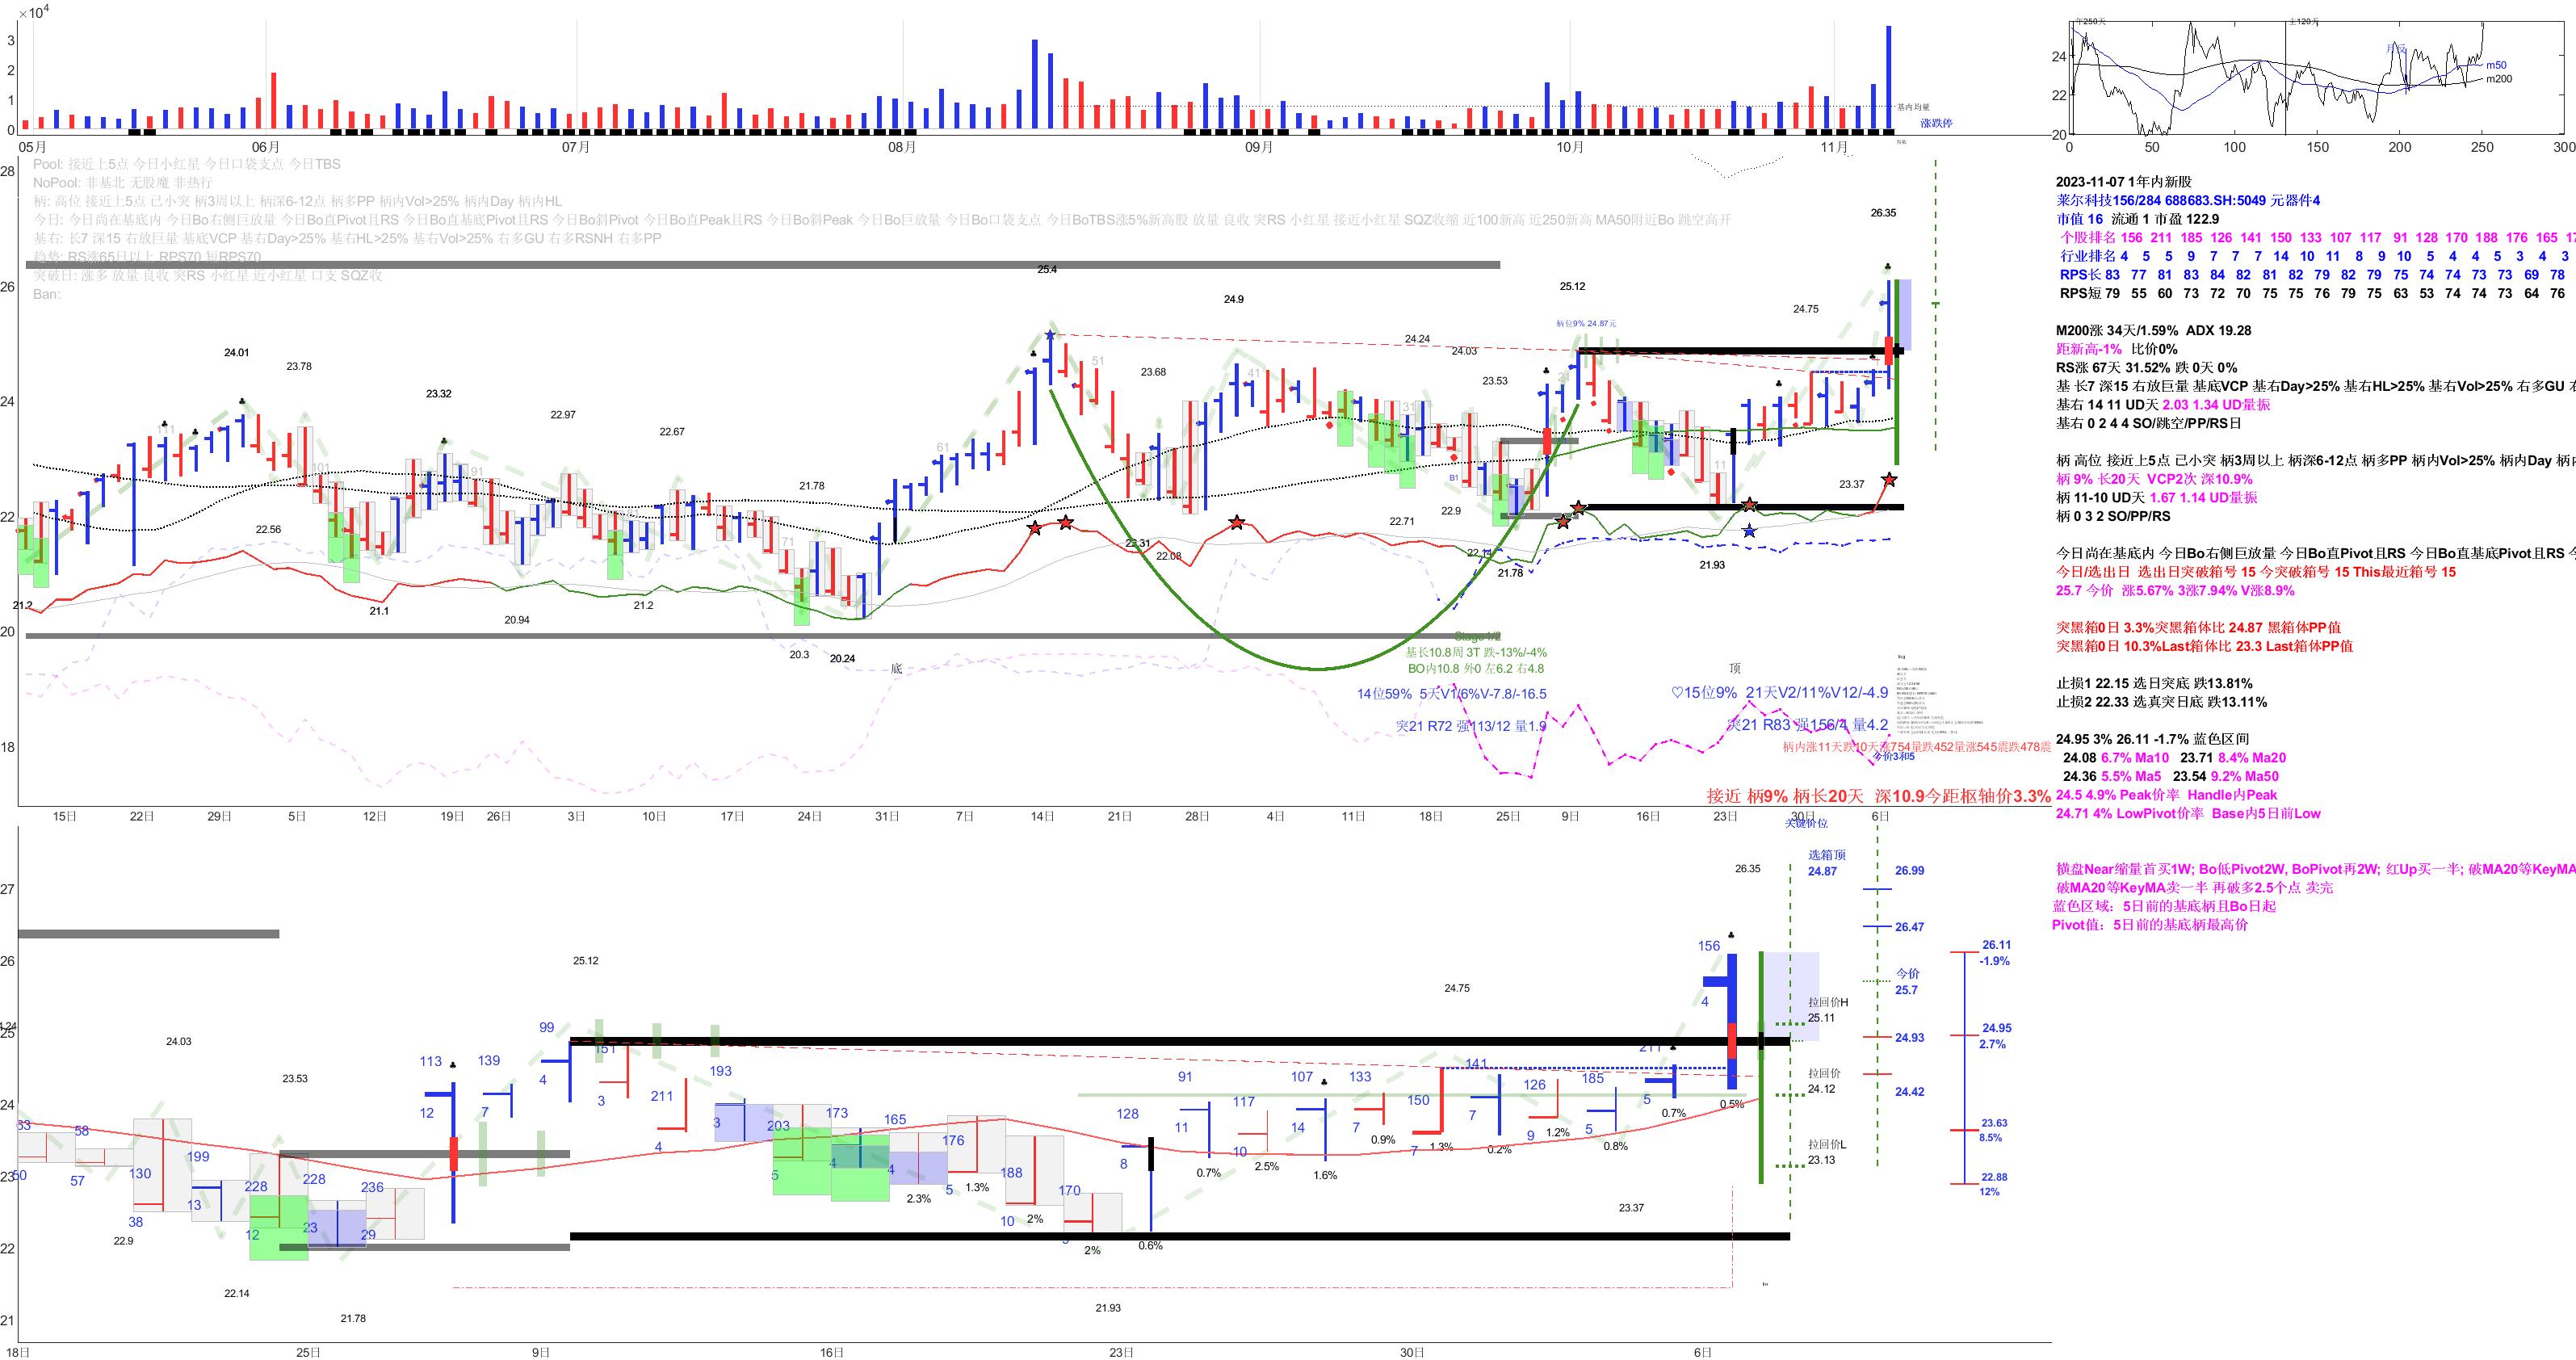 ×10⁴
3
2
1
0
05月 06月 07月 08月 09月 10月 11月
基内均量
涨跌停
年250天 主120天
月反
m50
m200
24
22
20
0 50 100 150 200 250 300
Pool: 接近上5点 今日小红星 今日口袋支点 今日TBS
NoPool: 非基北 无股魔 非热行
柄: 高位 接近上5点 已小突 柄3周以上 柄深6-12点 柄多PP 柄内Vol>25% 柄内Day 柄内HL
今日: 今日尚在基底内 今日Bo右侧巨放量 今日Bo直Pivot且RS 今日Bo直基底Pivot且RS 今日Bo斜Pivot 今日Bo直Peak且RS 今日Bo斜Peak 今日Bo巨放量 今日Bo口袋支点 今日BoTBS涨5%新高股 放量 良收 突RS 小红星 接近小红星 SQZ收缩 近100新高 近250新高 MA50附近Bo 跳空高开
基右: 长7 深15 右放巨量 基底VCP 基右Day>25% 基右HL>25% 基右Vol>25% 右多GU 右多RSNH 右多PP
趋势: RS涨65日以上 RPS70 短RPS70
突破日: 涨多 放量 良收 突RS 小红星 近小红星 口支 SQZ收
Ban:
28
26
24
22
20
18
26.35
25.4
25.12
24.9
24.75
柄位9% 24.87元
24.01
23.78
23.32
22.97
22.67
21.78
23.68
24.24
24.03
23.53
111
101
91
71
61
51
41
31
11
B1
22.56
21.2
21.1
20.94
21.2
20.3
20.24
22.31
22.08
22.71
22.9
22.14
21.78
21.93
23.37
底
顶
Stage1/2
基长10.8周 3T 跌-13%/-4%
BO内10.8 外0 左6.2 右4.8
14位59% 5天V1/6%V-7.8/-16.5
突21 R72 强113/12 量1.9
♡15位9% 21天V2/11%V12/-4.9
突21 R83 强156/4 量4.2
柄内涨11天跌10天涨754量跌452量涨545震跌478震
今价3和5
接近 柄9% 柄长20天 深10.9今距枢轴价3.3%
15日 22日 29日 5日 12日 19日 26日 3日 10日 17日 24日 31日 7日 14日 21日 28日 4日 11日 18日 25日 9日 16日 23日 30日 6日
2023-11-07 1年内新股
莱尔科技156/284 688683.SH:5049 元器件4
市值 16 流通 1 市盈 122.9
个股排名 156 211 185 126 141 150 133 107 117 91 128 170 188 176 165 17
行业排名 4 5 5 9 7 7 7 14 10 11 8 9 10 5 4 4 5 3 4 3
RPS长 83 77 81 83 84 82 81 82 79 82 79 75 74 74 73 73 69 78
RPS短 79 55 60 73 72 70 75 75 76 79 75 63 53 74 74 73 64 76
M200涨 34天/1.59% ADX 19.28
距新高-1% 比价0%
RS涨 67天 31.52% 跌 0天 0%
基 长7 深15 右放巨量 基底VCP 基右Day>25% 基右HL>25% 基右Vol>25% 右多GU
基右 14 11 UD天 2.03 1.34 UD量振
基右 0 2 4 4 SO/跳空/PP/RS日
柄 高位 接近上5点 已小突 柄3周以上 柄深6-12点 柄多PP 柄内Vol>25% 柄内Day
柄 9% 长20天 VCP2次 深10.9%
柄 11-10 UD天 1.67 1.14 UD量振
柄 0 3 2 SO/PP/RS
今日尚在基底内 今日Bo右侧巨放量 今日Bo直Pivot且RS 今日Bo直基底Pivot且RS
今日/选出日 选出日突破箱号 15 今突破箱号 15 This最近箱号 15
25.7 今价 涨5.67% 3涨7.94% V涨8.9%
突黑箱0日 3.3%突黑箱体比 24.87 黑箱体PP值
突黑箱0日 10.3%Last箱体比 23.3 Last箱体PP值
止损1 22.15 选日突底 跌13.81%
止损2 22.33 选真突日底 跌13.11%
24.95 3% 26.11 -1.7% 蓝色区间
24.08 6.7% Ma10 23.71 8.4% Ma20
24.36 5.5% Ma5 23.54 9.2% Ma50
24.5 4.9% Peak价率 Handle内Peak
24.71 4% LowPivot价率 Base内5日前Low
横盘Near缩量首买1W; Bo低Pivot2W, BoPivot再2W; 红Up买一半; 破MA20等KeyMA
破MA20等KeyMA卖一半 再破多2.5个点 卖完
蓝色区域：5日前的基底柄且Bo日起
Pivot值：5日前的基底柄最高价
27
26
25
24
23
22
21
24.03
23.53
25.12
24.75
26.35
22.9
22.14
21.78
21.93
23.37
58
57
130
38
199
13
228
12
228
23
236
29
113
12
139
7
99
4
151
3
211
4
193
3
203
5
173
4
165
4
2.3%
176
5
1.3%
188
10
2%
170
2%
128
8
0.6%
91
11
0.7%
117
10
2.5%
107
14
1.6%
133
7
0.9%
150
7
1.3%
141
7
0.2%
126
9
1.2%
185
5
0.8%
211
5
0.7%
156
4
0.5%
关键价位
选箱顶
24.87
拉回价H
25.11
拉回价
24.12
拉回价L
23.13
26.99
26.47
今价
25.7
24.93
24.42
26.11
-1.9%
24.95
2.7%
23.63
8.5%
22.88
12%
18日 25日 9日 16日 23日 30日 6日